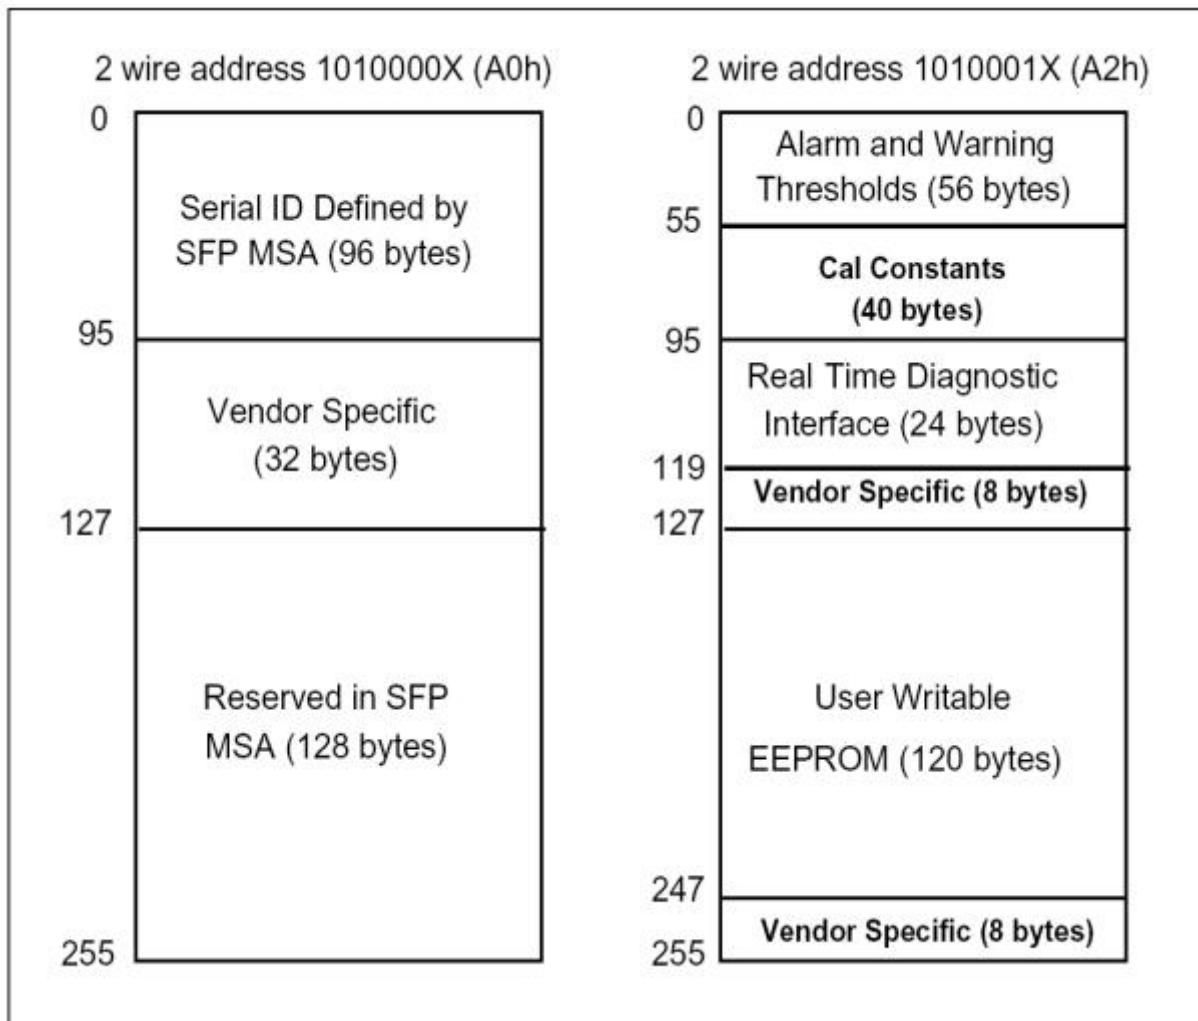 2 wire address 1010000X (A0h)
0
Serial ID Defined by
SFP MSA (96 bytes)
95
Vendor Specific
(32 bytes)
127
Reserved in SFP
MSA (128 bytes)
255
2 wire address 1010001X (A2h)
0
Alarm and Warning
Thresholds (56 bytes)
55
Cal Constants
(40 bytes)
95
Real Time Diagnostic
Interface (24 bytes)
119
Vendor Specific (8 bytes)
127
User Writable
EEPROM (120 bytes)
247
Vendor Specific (8 bytes)
255